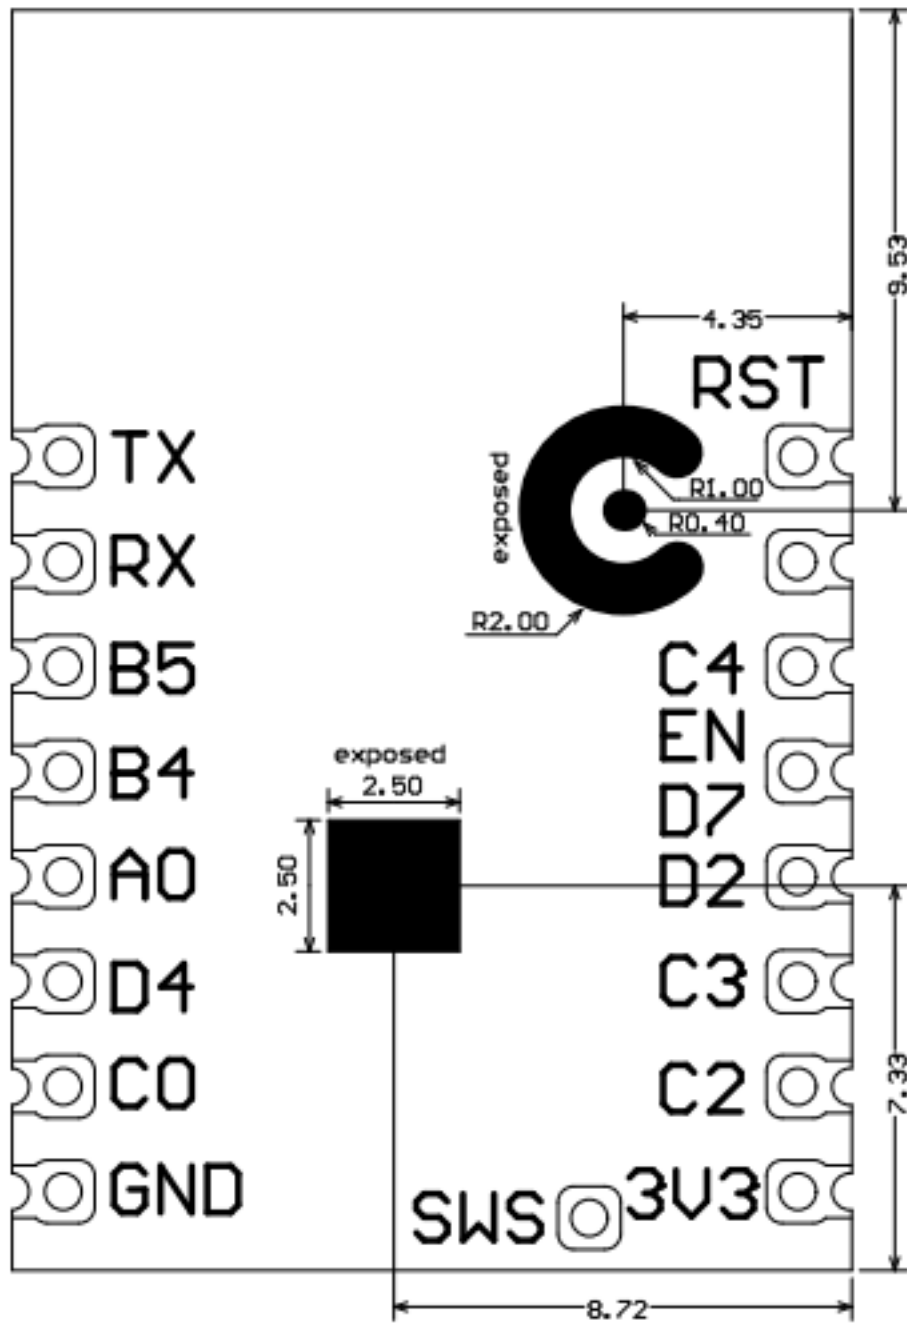 9.53
4.35
RST
TX
exposed
R1.00
R0.40
RX
R2.00
B5
C4
EN
exposed
2.50
B4
D7
2.50
A0
D2
D4
C3
C0
C2
7.33
GND
SWS
3V3
8.72